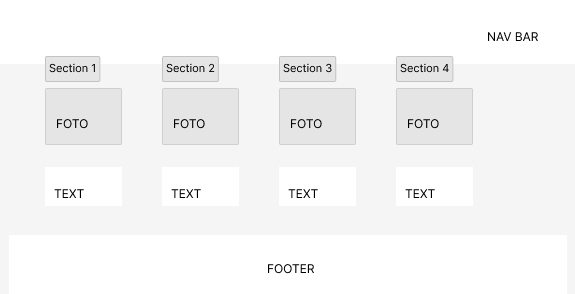 NAV BAR
Section 1 Section 2 Section 3 Section 4
FOTO FOTO FOTO FOTO
TEXT TEXT TEXT TEXT
FOOTER